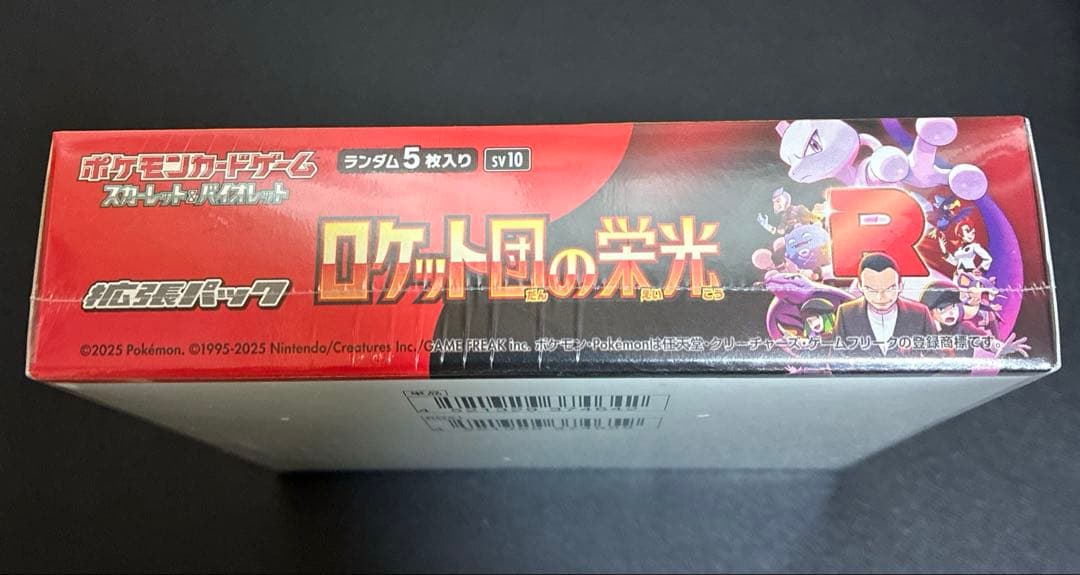 ポケモンカードゲーム
スカーレット&バイオレット
ランダム5枚入り SV10
ロケット団の栄光
だん えい こう
拡張パック
R
©2025 Pokémon. ©1995-2025 Nintendo/Creatures Inc./GAME FREAK inc. ポケモン・Pokémonは任天堂・クリーチャーズ・ゲームフリークの登録商標です。